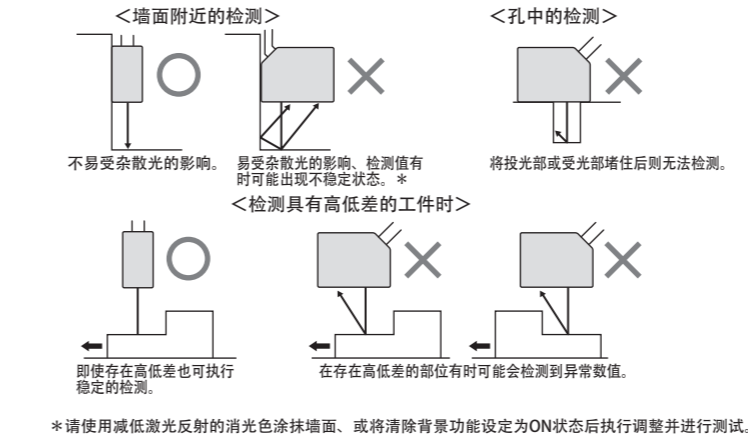 ＜墙面附近的检测＞
＜孔中的检测＞
不易受杂散光的影响。
易受杂散光的影响、检测值有
时可能出现不稳定状态。＊
将投光部或受光部堵住后则无法检测。
＜检测具有高低差的工件时＞
即使存在高低差也可执行
稳定的检测。
在存在高低差的部位有时可能会检测到异常数值。
＊请使用减低激光反射的消光色涂抹墙面、或将清除背景功能设定为ON状态后执行调整并进行测试。